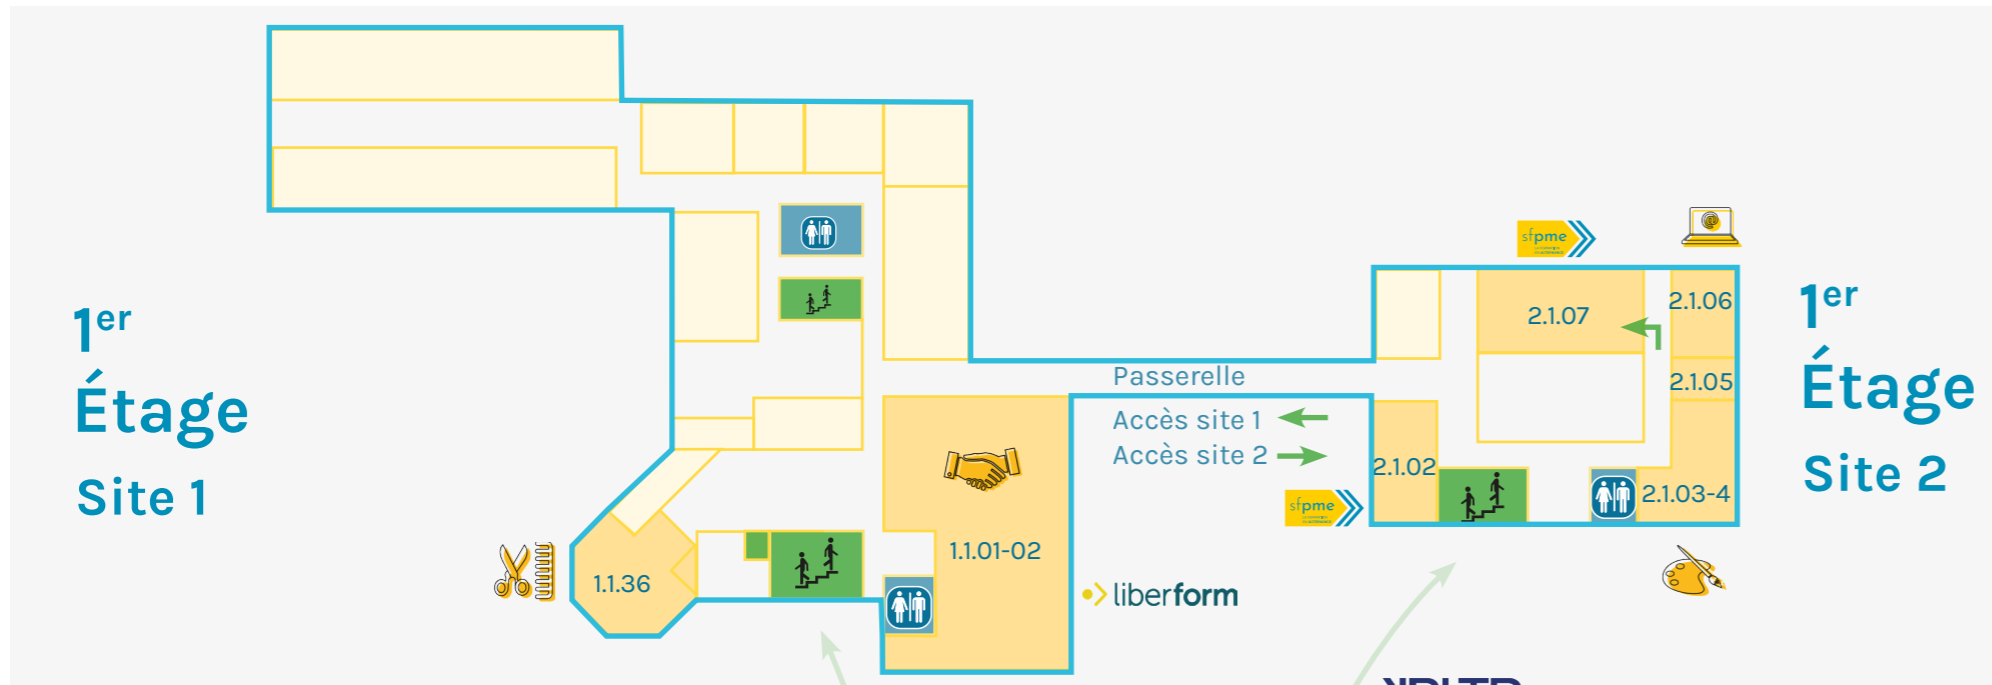 1er
Étage
Site 1
1.1.36
1.1.01-02
liberform
Passerelle
Accès site 1
Accès site 2
sfpme
sfpme
@
2.1.07
2.1.06
2.1.05
2.1.02
2.1.03-4
1er
Étage
Site 2